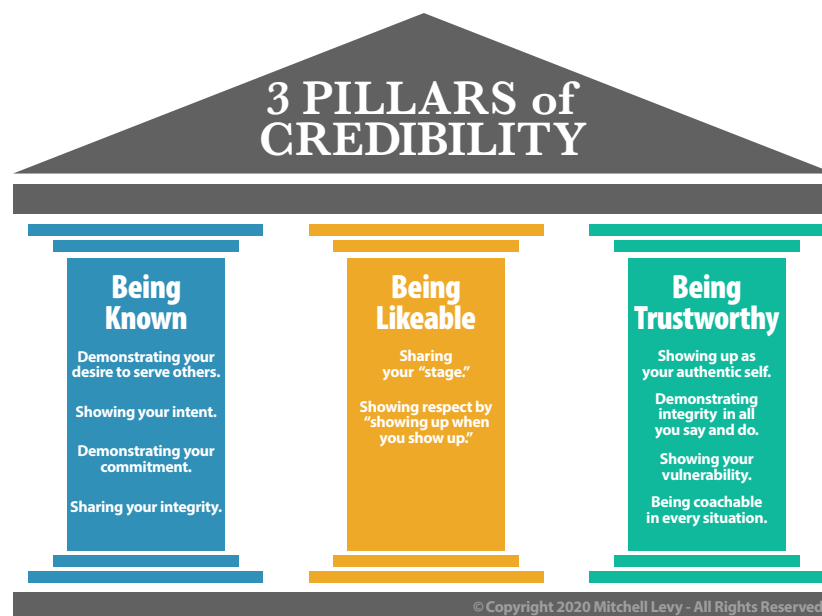 3 PILLARS of
CREDIBILITY
Being
Known
Demonstrating your
desire to serve others.
Showing your intent.
Demonstrating your
commitment.
Sharing your integrity.
Being
Likeable
Sharing
your “stage.”
Showing respect by
“showing up when
you show up.”
Being
Trustworthy
Showing up as
your authentic self.
Demonstrating
integrity in all
you say and do.
Showing your
vulnerability.
Being coachable
in every situation.
© Copyright 2020 Mitchell Levy - All Rights Reserved